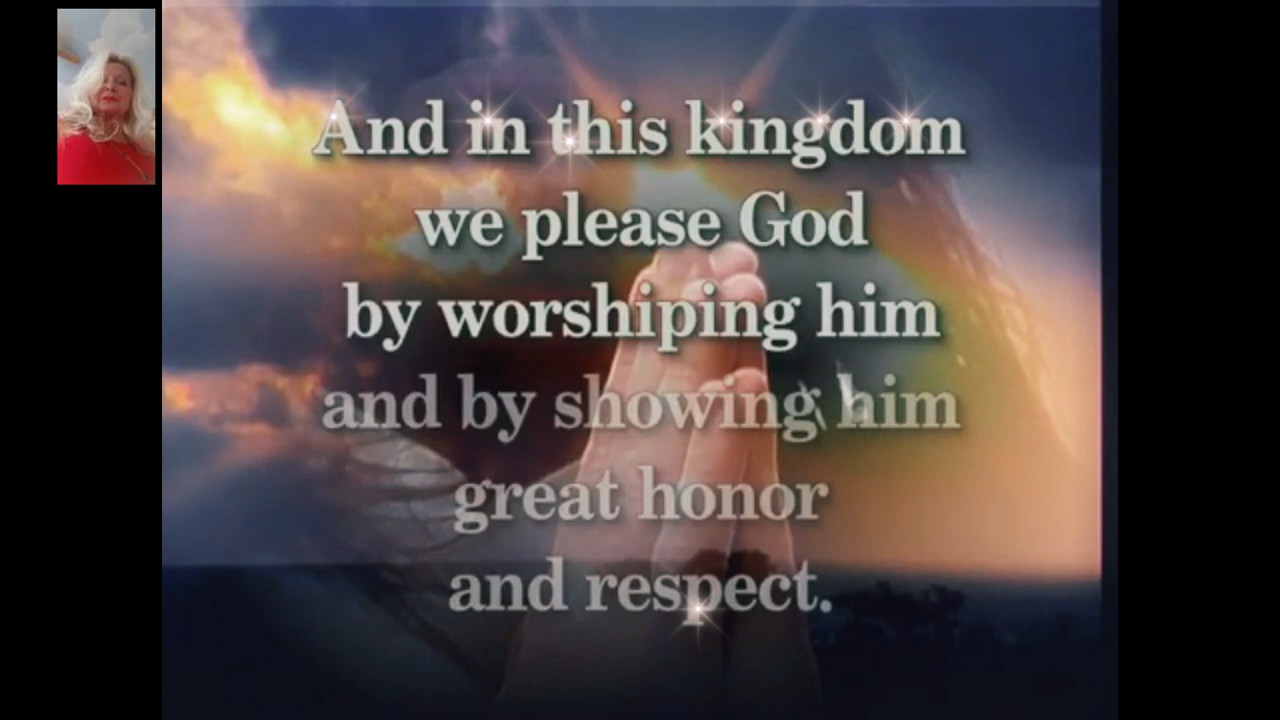 And in this kingdom
we please God
by worshiping him
and by showing him
great honor
and respect.